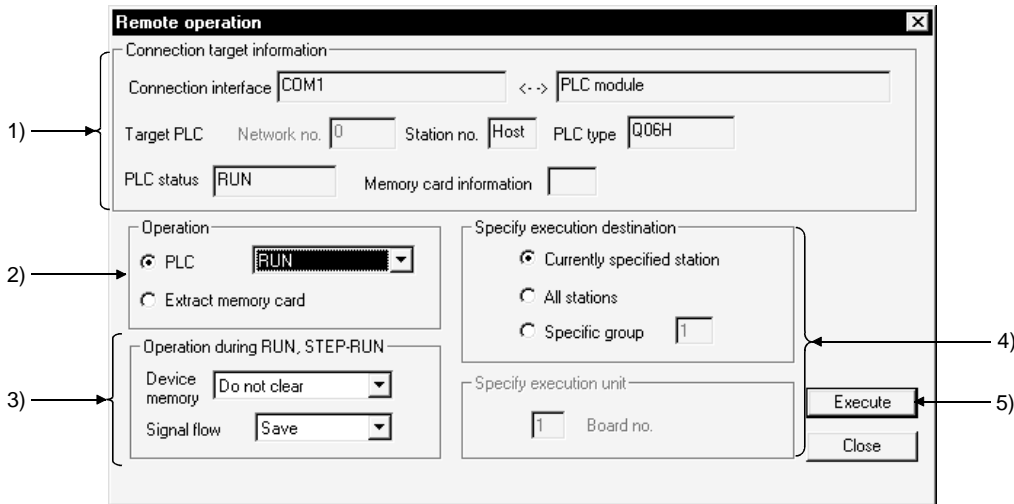 Remote operation
Connection target information
Connection interface COM1 <--> PLC module
1)
Target PLC Network no. 0 Station no. Host PLC type Q06H
PLC status RUN Memory card information
Operation
2)
PLC RUN
Extract memory card
Specify execution destination
Currently specified station
All stations
Specific group 1
4)
Operation during RUN, STEP-RUN
3)
Device memory Do not clear
Signal flow Save
Specify execution unit
1 Board no.
Execute
5)
Close